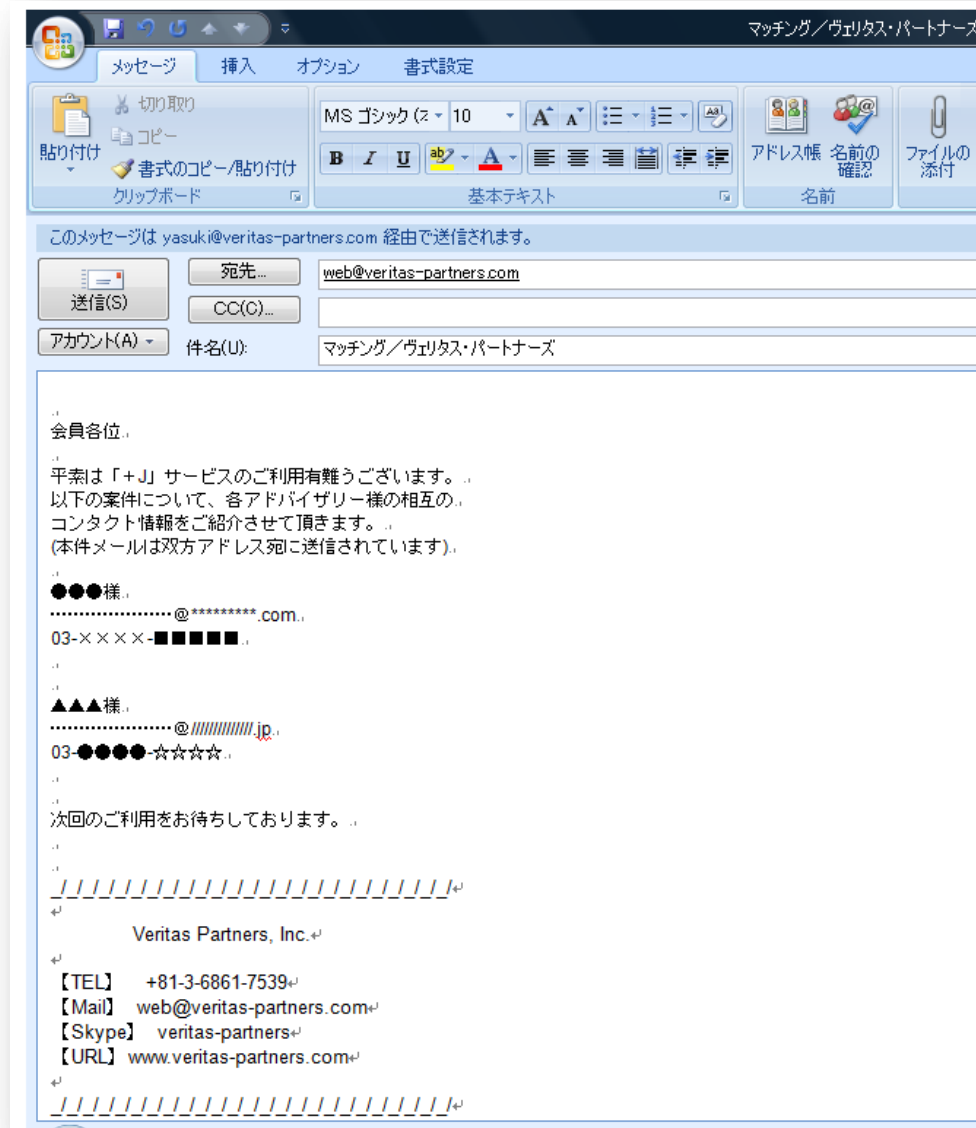 マッチング／ヴェリタス・パートナーズ
メッセージ 挿入 オプション 書式設定
貼り付け
切り取り
コピー
書式のコピー/貼り付け
クリップボード
MS ゴシック (ス 10
B I U
基本テキスト
アドレス帳
名前の確認
名前
ファイルの添付
このメッセージは yasuki@veritas-partners.com 経由で送信されます。
送信(S)
宛先... web@veritas-partners.com
CC(C)...
アカウント(A)
件名(U): マッチング／ヴェリタス・パートナーズ
会員各位
平素は「＋J」サービスのご利用有難うございます。
以下の案件について、各アドバイザリー様の相互の
コンタクト情報をご紹介させて頂きます。
(本件メールは双方アドレス宛に送信されています)
●●●様
·····················@*********.com
03-××××-■■■■■
▲▲▲様
·····················@//////////////.jp
03-●●●●-☆☆☆☆
次回のご利用をお待ちしております。
_/_/_/_/_/_/_/_/_/_/_/_/_/_/_/_/_/_/_/_/_/_/_/_/_/
Veritas Partners, Inc.
【TEL】 +81-3-6861-7539
【Mail】 web@veritas-partners.com
【Skype】 veritas-partners
【URL】 www.veritas-partners.com
_/_/_/_/_/_/_/_/_/_/_/_/_/_/_/_/_/_/_/_/_/_/_/_/_/